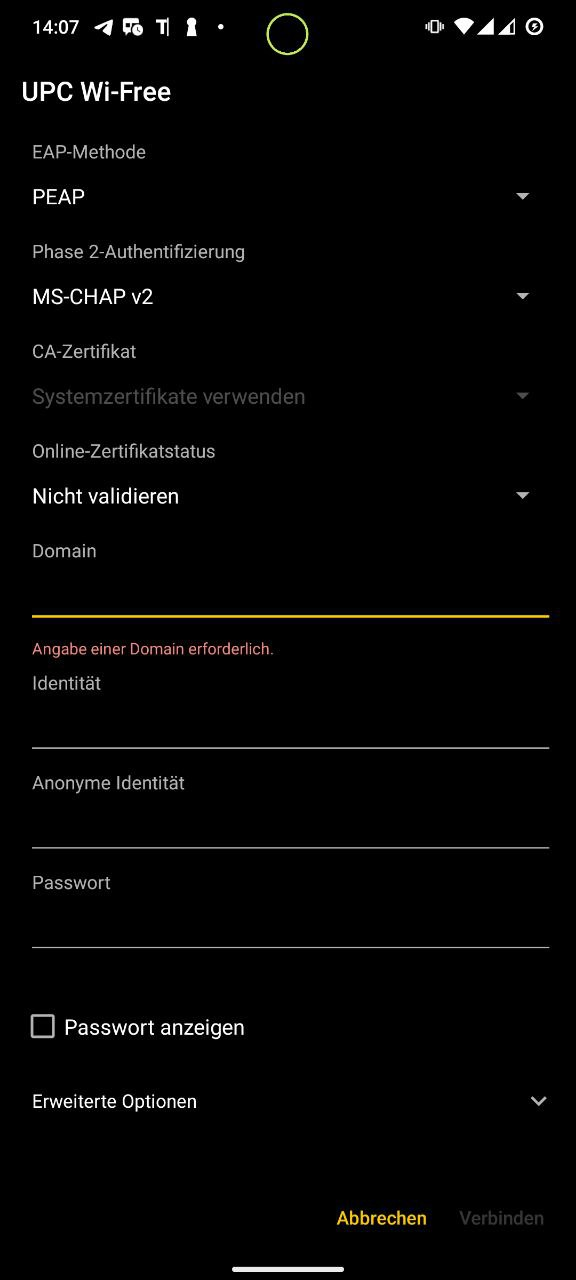 14:07
UPC Wi-Free
EAP-Methode
PEAP
Phase 2-Authentifizierung
MS-CHAP v2
CA-Zertifikat
Systemzertifikate verwenden
Online-Zertifikatstatus
Nicht validieren
Domain
Angabe einer Domain erforderlich.
Identität
Anonyme Identität
Passwort
Passwort anzeigen
Erweiterte Optionen
Abbrechen Verbinden